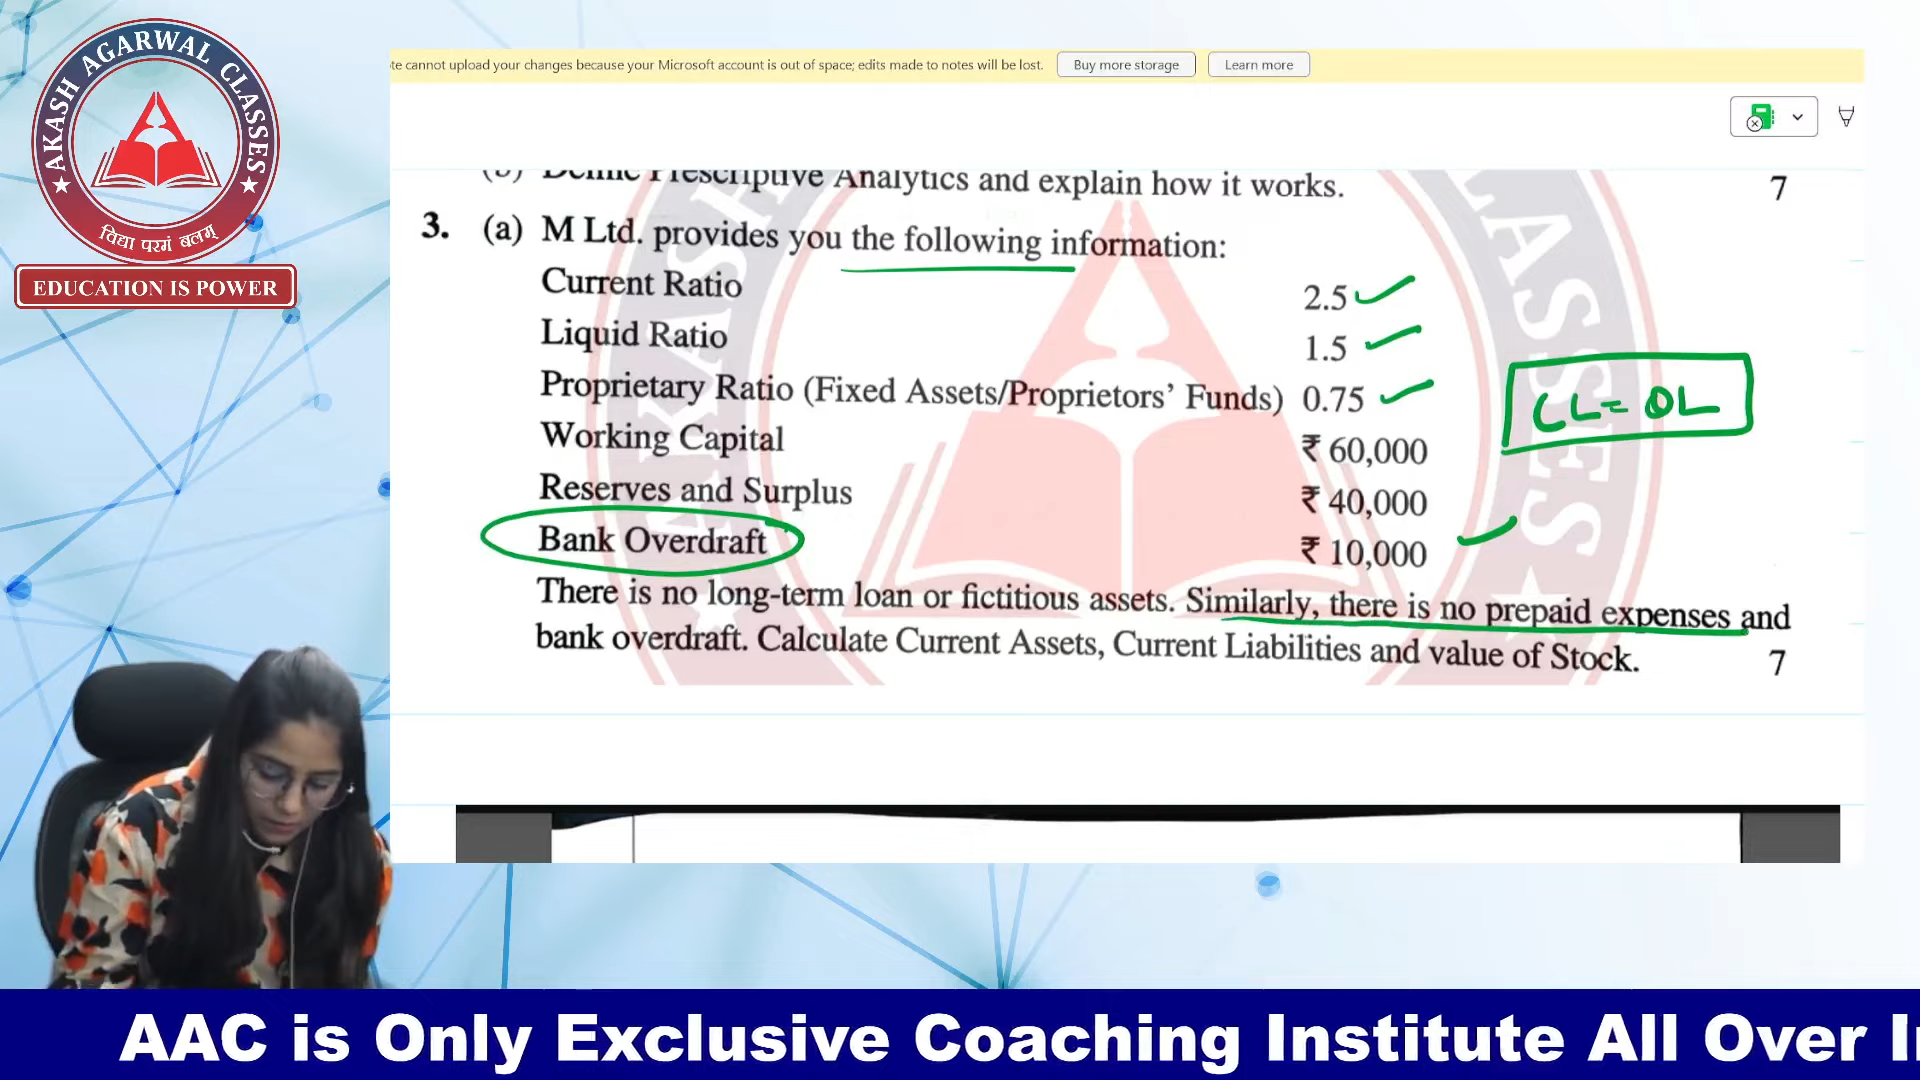 AKASH AGARWAL CLASSES
विद्या परमं बलम्
EDUCATION IS POWER
te cannot upload your changes because your Microsoft account is out of space; edits made to notes will be lost. Buy more storage Learn more
(b) Define Prescriptive Analytics and explain how it works. 7
3. (a) M Ltd. provides you the following information:
Current Ratio 2.5
Liquid Ratio 1.5
Proprietary Ratio (Fixed Assets/Proprietors' Funds) 0.75
CL = QL
Working Capital ₹ 60,000
Reserves and Surplus ₹ 40,000
Bank Overdraft ₹ 10,000
There is no long-term loan or fictitious assets. Similarly, there is no prepaid expenses and
bank overdraft. Calculate Current Assets, Current Liabilities and value of Stock. 7
AAC is Only Exclusive Coaching Institute All Over I